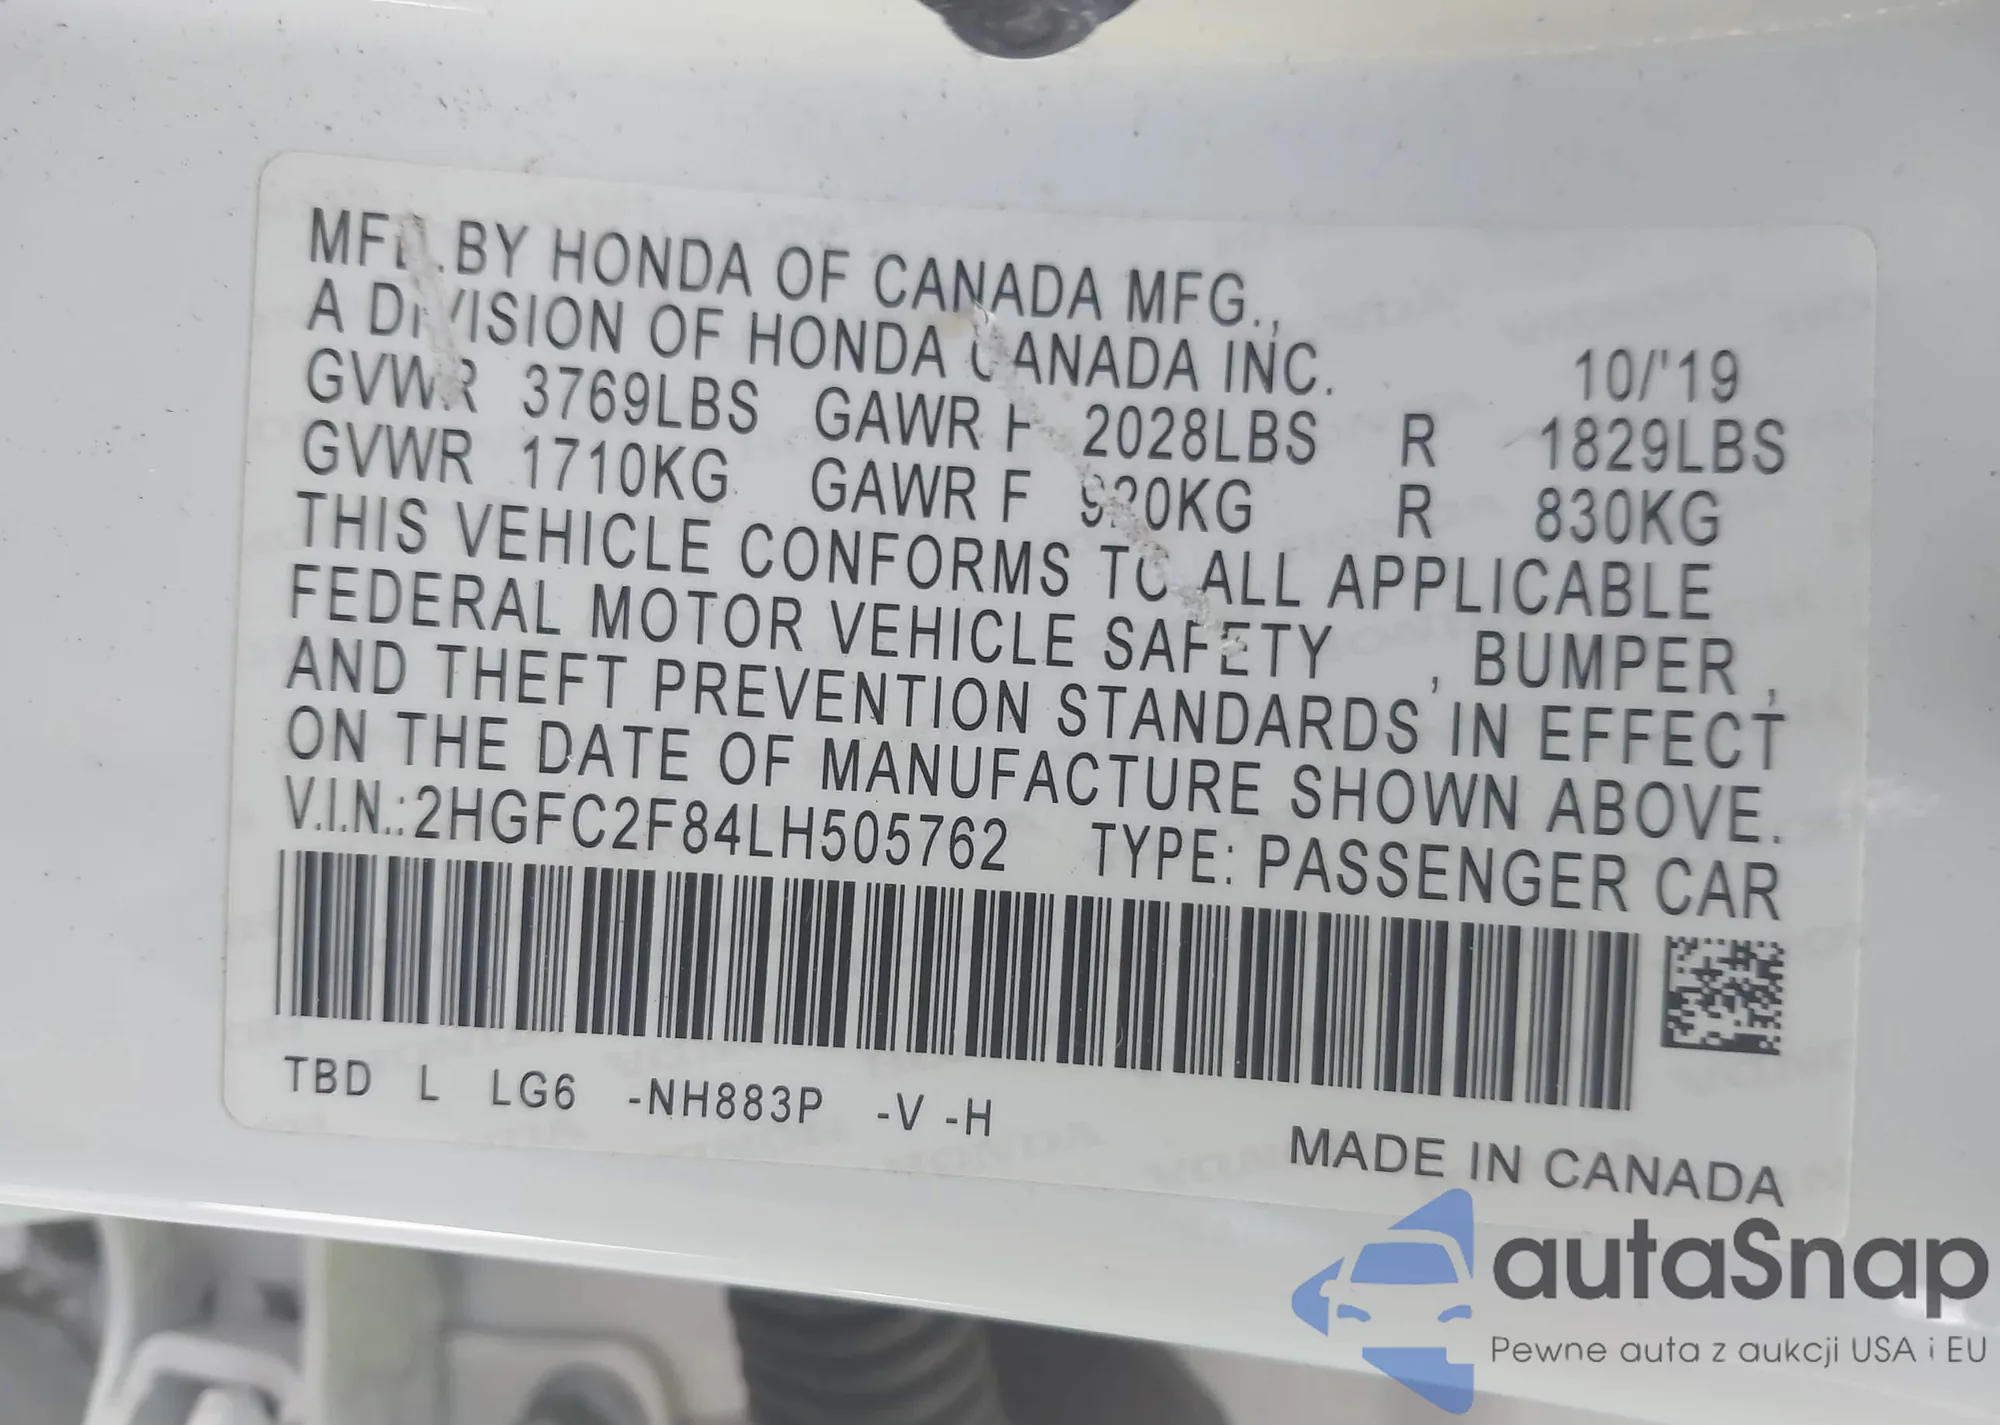 MFD.BY HONDA OF CANADA MFG.,
A DIVISION OF HONDA CANADA INC. 10/'19
GVWR 3769LBS GAWR F 2028LBS R 1829LBS
GVWR 1710KG GAWR F 920KG R 830KG
THIS VEHICLE CONFORMS TO ALL APPLICABLE
FEDERAL MOTOR VEHICLE SAFETY , BUMPER ,
AND THEFT PREVENTION STANDARDS IN EFFECT
ON THE DATE OF MANUFACTURE SHOWN ABOVE.
V.I.N.:2HGFC2F84LH505762 TYPE: PASSENGER CAR
TBD L LG6 -NH883P -V -H
MADE IN CANADA
autaSnap
Pewne auta z aukcji USA i EU